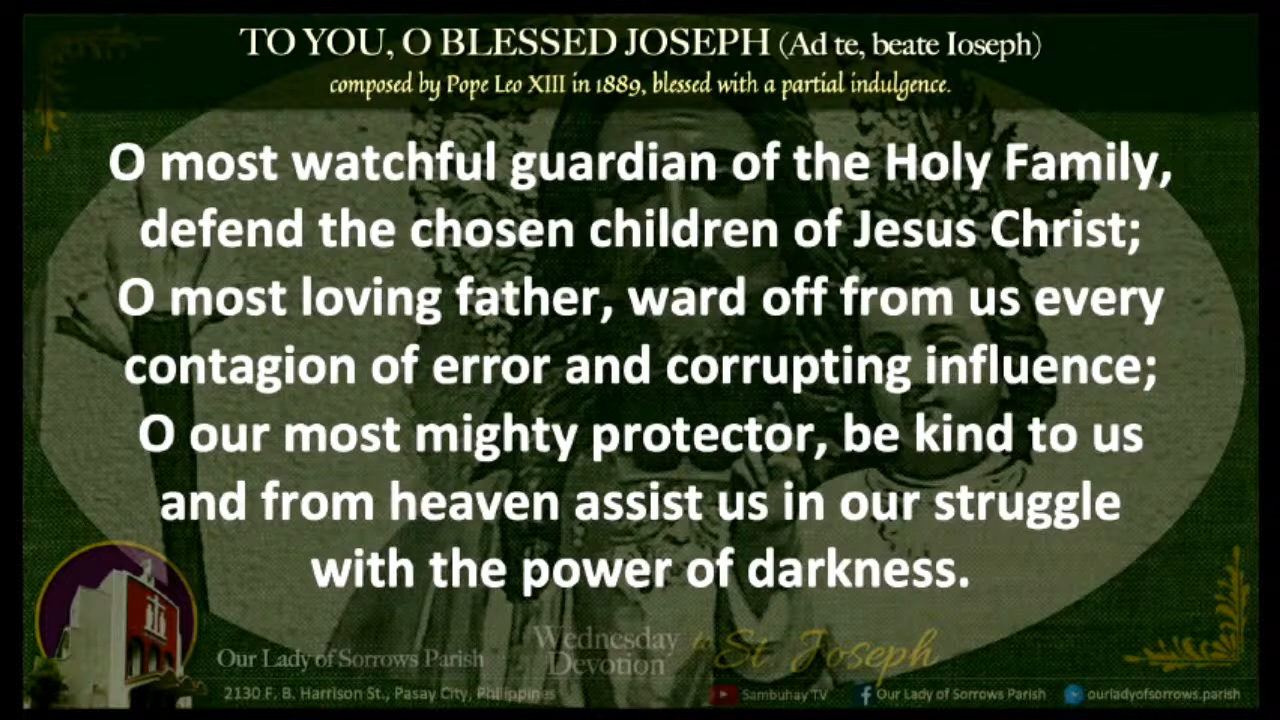 TO YOU, O BLESSED JOSEPH (Ad te, beate Ioseph)
composed by Pope Leo XIII in 1889, blessed with a partial indulgence.
O most watchful guardian of the Holy Family,
defend the chosen children of Jesus Christ;
O most loving father, ward off from us every
contagion of error and corrupting influence;
O our most mighty protector, be kind to us
and from heaven assist us in our struggle
with the power of darkness.
Wednesday
Devotion
to St. Joseph
Our Lady of Sorrows Parish
2130 F. B. Harrison St., Pasay City, Philippines
Sambuhay TV
Our Lady of Sorrows Parish
ourladyofsorrows.parish